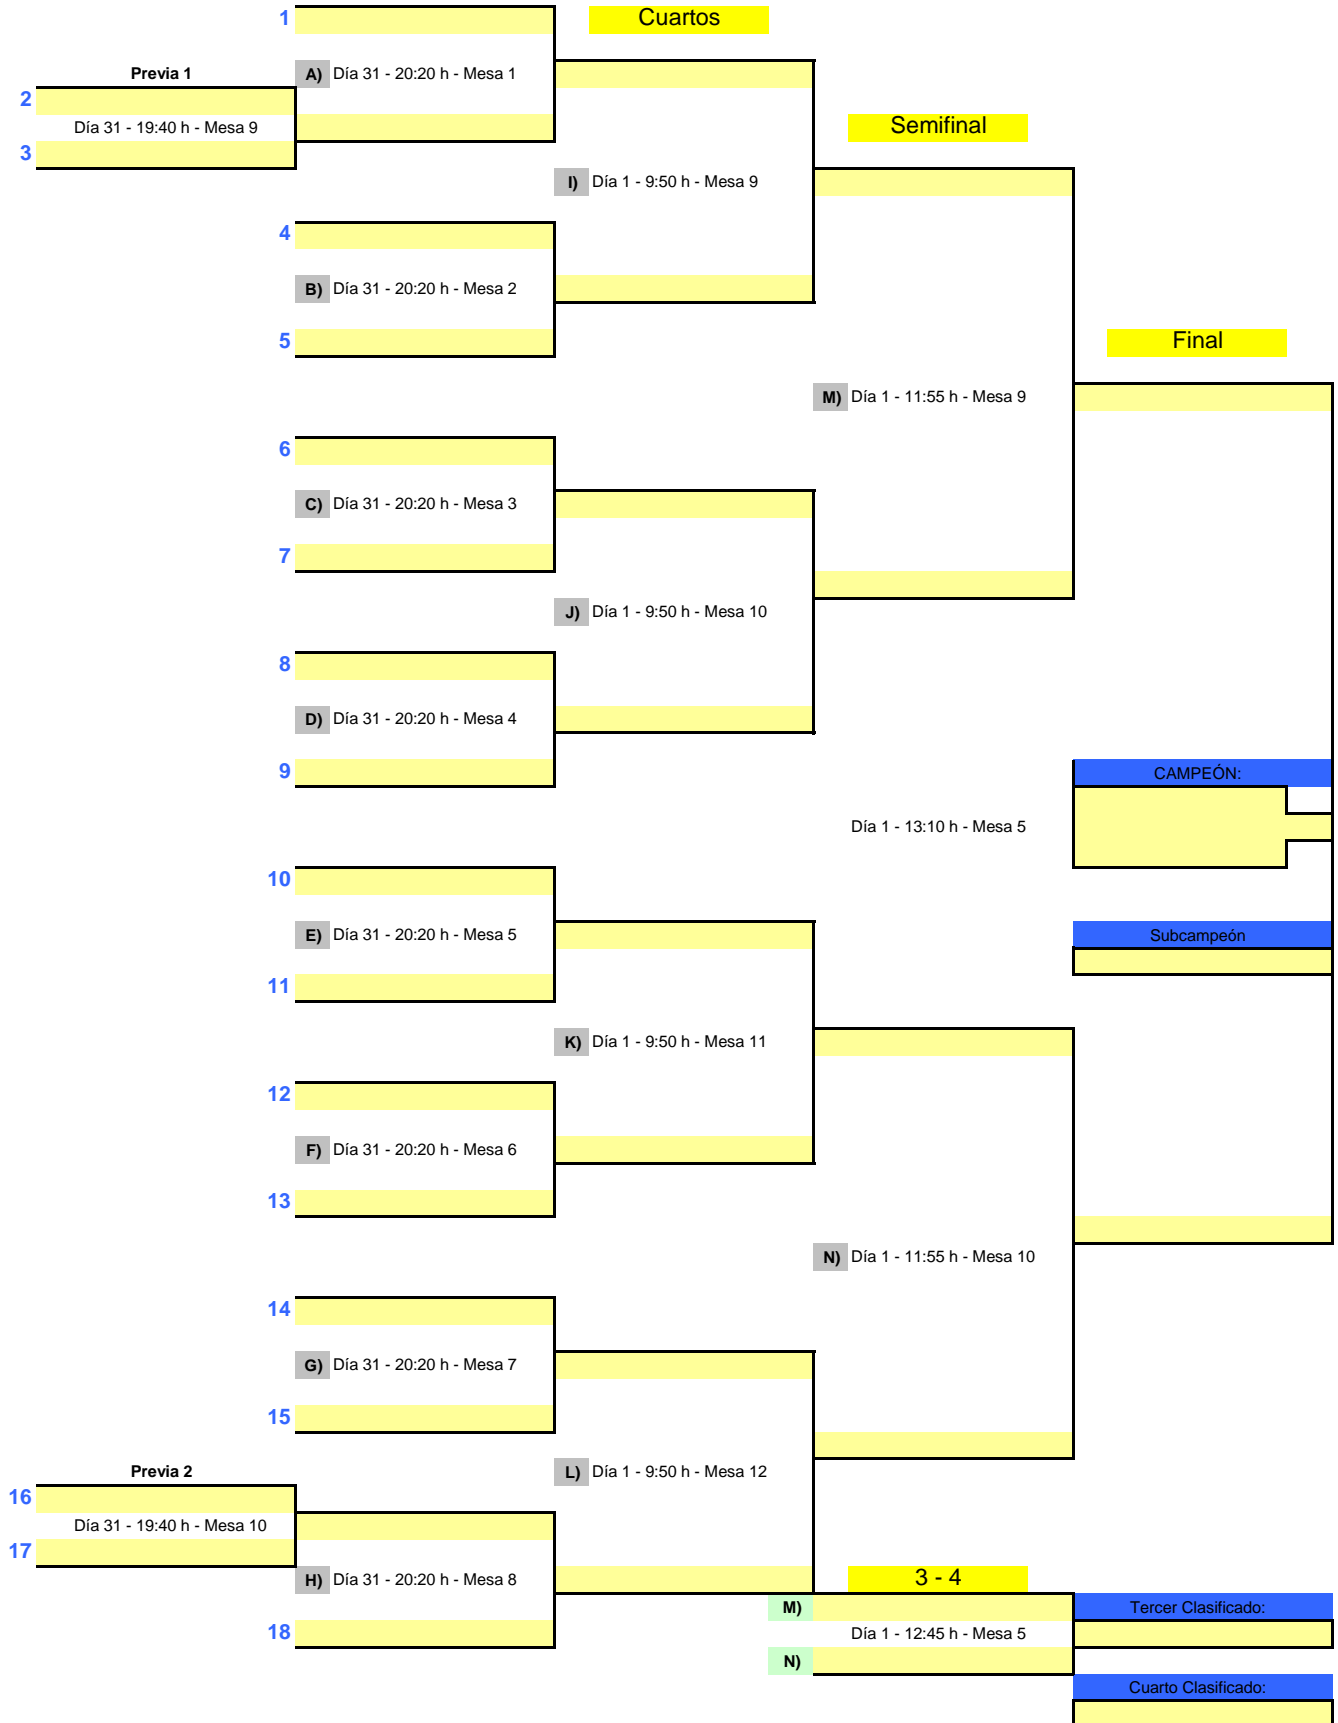 1
Cuartos
A) Día 31 - 20:20 h - Mesa 1
Previa 1
2
Día 31 - 19:40 h - Mesa 9
3
Semifinal
I) Día 1 - 9:50 h - Mesa 9
4
B) Día 31 - 20:20 h - Mesa 2
5
Final
M) Día 1 - 11:55 h - Mesa 9
6
C) Día 31 - 20:20 h - Mesa 3
7
J) Día 1 - 9:50 h - Mesa 10
8
D) Día 31 - 20:20 h - Mesa 4
9
CAMPEÓN:
Día 1 - 13:10 h - Mesa 5
10
E) Día 31 - 20:20 h - Mesa 5
Subcampeón
11
K) Día 1 - 9:50 h - Mesa 11
12
F) Día 31 - 20:20 h - Mesa 6
13
N) Día 1 - 11:55 h - Mesa 10
14
G) Día 31 - 20:20 h - Mesa 7
15
L) Día 1 - 9:50 h - Mesa 12
Previa 2
16
Día 31 - 19:40 h - Mesa 10
17
H) Día 31 - 20:20 h - Mesa 8
18
3 - 4
M)
Tercer Clasificado:
Día 1 - 12:45 h - Mesa 5
N)
Cuarto Clasificado: